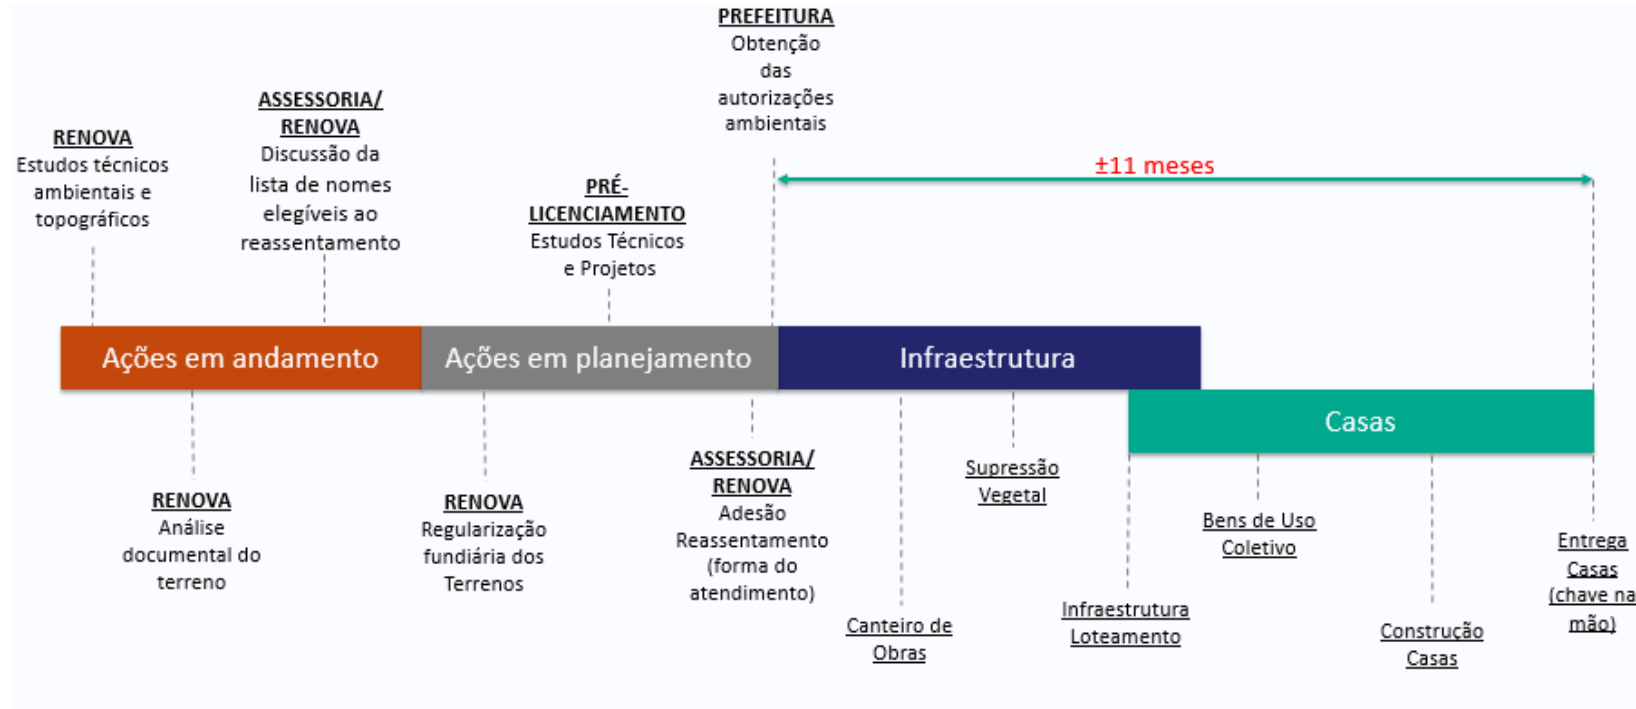 PREFEITURA
Obtenção
das
autorizações
ambientais
ASSESSORIA/
RENOVA
Discussão da
lista de nomes
elegíveis ao
reassentamento
RENOVA
Estudos técnicos
ambientais e
topográficos
±11 meses
PRÉ-
LICENCIAMENTO
Estudos Técnicos
e Projetos
Ações em andamento
Ações em planejamento
Infraestrutura
Casas
RENOVA
Análise
documental do
terreno
RENOVA
Regularização
fundiária dos
Terrenos
ASSESSORIA/
RENOVA
Adesão
Reassentamento
(forma do
atendimento)
Canteiro de
Obras
Supressão
Vegetal
Infraestrutura
Loteamento
Bens de Uso
Coletivo
Construção
Casas
Entrega
Casas
(chave na
mão)